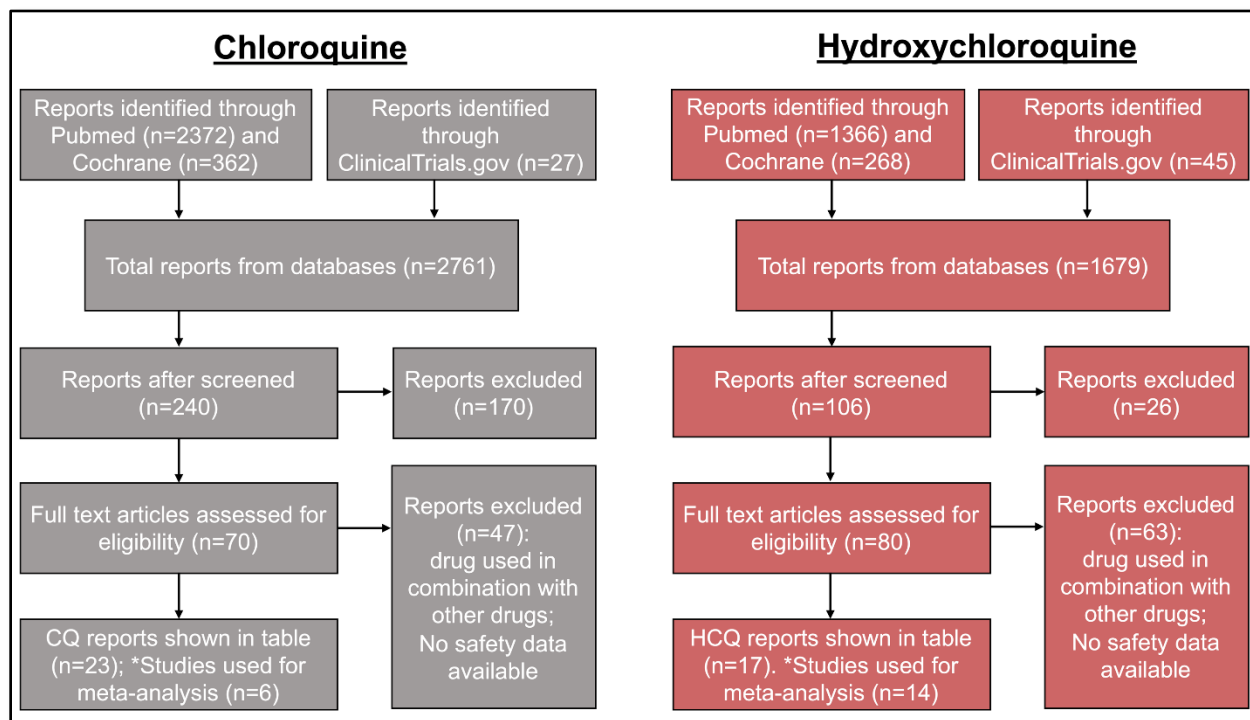 Chloroquine
Reports identified through
Pubmed (n=2372) and
Cochrane (n=362)
Reports identified
through
ClinicalTrials.gov (n=27)
Total reports from databases (n=2761)
Reports after screened
(n=240)
Reports excluded
(n=170)
Full text articles assessed for
eligibility (n=70)
Reports excluded
(n=47):
drug used in
combination with
other drugs;
No safety data
available
CQ reports shown in table
(n=23); *Studies used for
meta-analysis (n=6)
Hydroxychloroquine
Reports identified through
Pubmed (n=1366) and
Cochrane (n=268)
Reports identified
through
ClinicalTrials.gov (n=45)
Total reports from databases (n=1679)
Reports after screened
(n=106)
Reports excluded
(n=26)
Full text articles assessed for
eligibility (n=80)
Reports excluded
(n=63):
drug used in
combination with
other drugs;
No safety data
available
HCQ reports shown in table
(n=17). *Studies used for
meta-analysis (n=14)